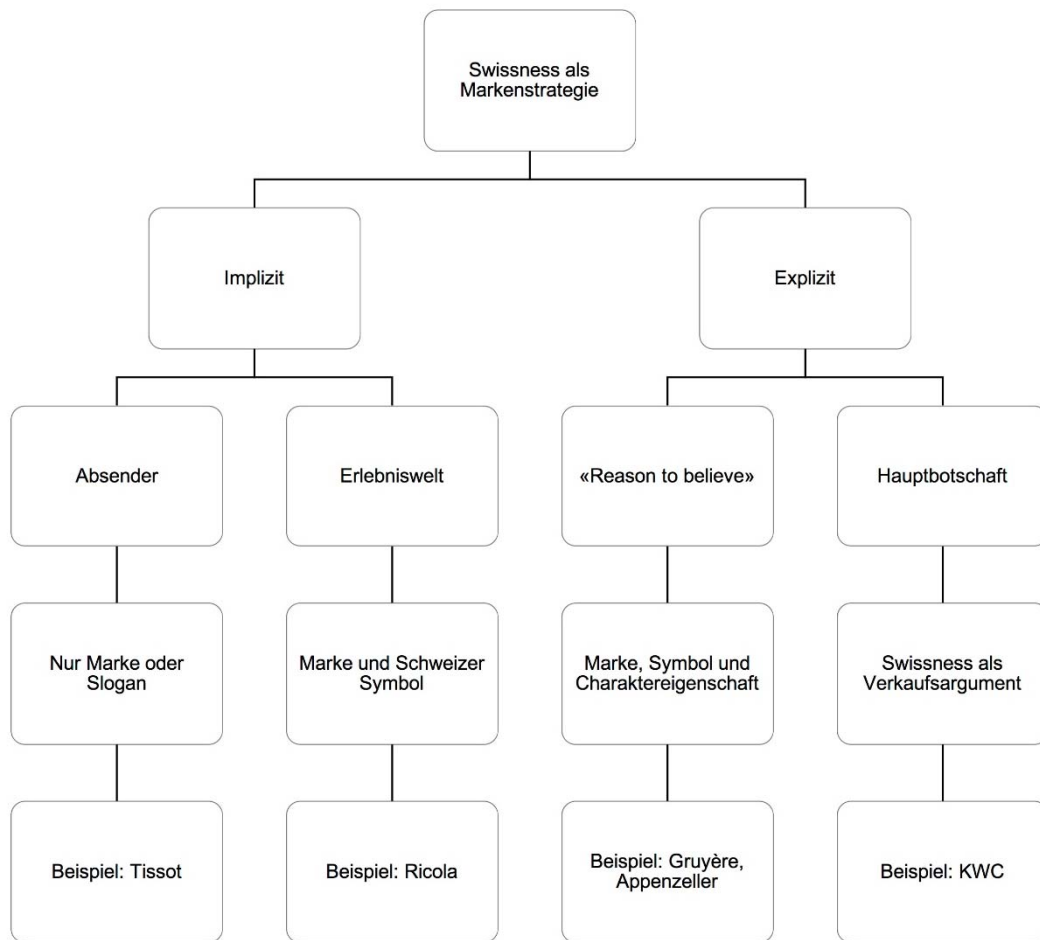 Swissness als
Markenstrategie
Implizit
Explizit
Absender
Erlebniswelt
«Reason to believe»
Hauptbotschaft
Nur Marke oder
Slogan
Marke und Schweizer
Symbol
Marke, Symbol und
Charaktereigenschaft
Swissness als
Verkaufsargument
Beispiel: Tissot
Beispiel: Ricola
Beispiel: Gruyère,
Appenzeller
Beispiel: KWC